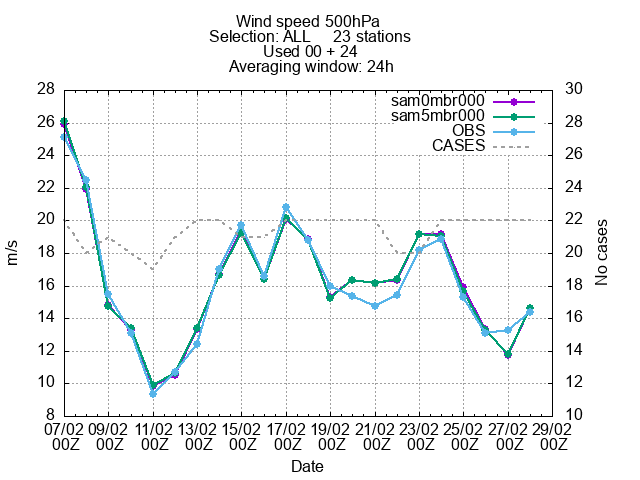 Wind speed 500hPa
Selection: ALL 23 stations
Used 00 + 24
Averaging window: 24h
sam0mbr000
sam5mbr000
OBS
CASES
28
26
24
22
20
18
16
14
12
10
8
30
28
26
24
22
20
18
16
14
12
10
m/s
No cases
07/02 09/02 11/02 13/02 15/02 17/02 19/02 21/02 23/02 25/02 27/02 29/02
00Z 00Z 00Z 00Z 00Z 00Z 00Z 00Z 00Z 00Z 00Z 00Z
Date